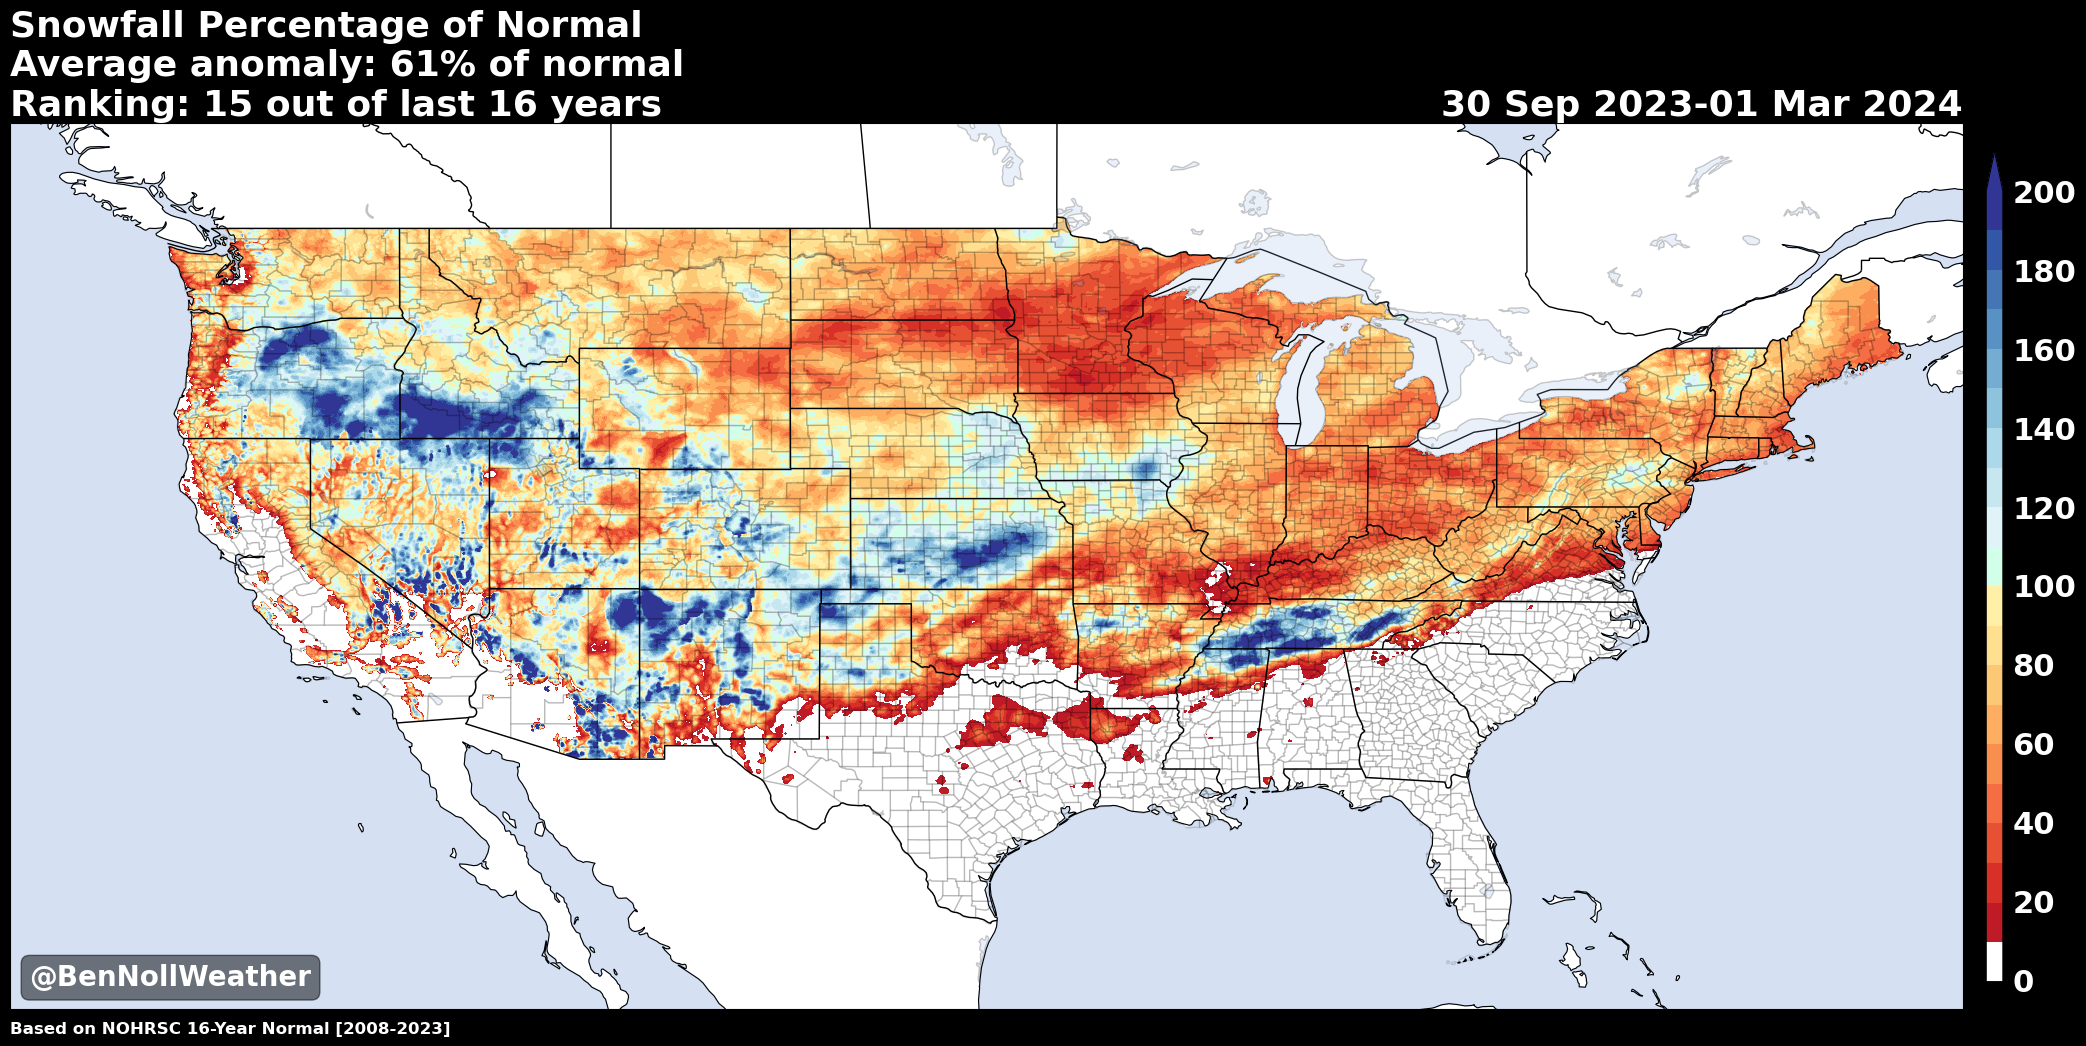 Snowfall Percentage of Normal
Average anomaly: 61% of normal
Ranking: 15 out of last 16 years
30 Sep 2023-01 Mar 2024
200
180
160
140
120
100
80
60
40
20
0
@BenNollWeather
Based on NOHRSC 16-Year Normal [2008-2023]